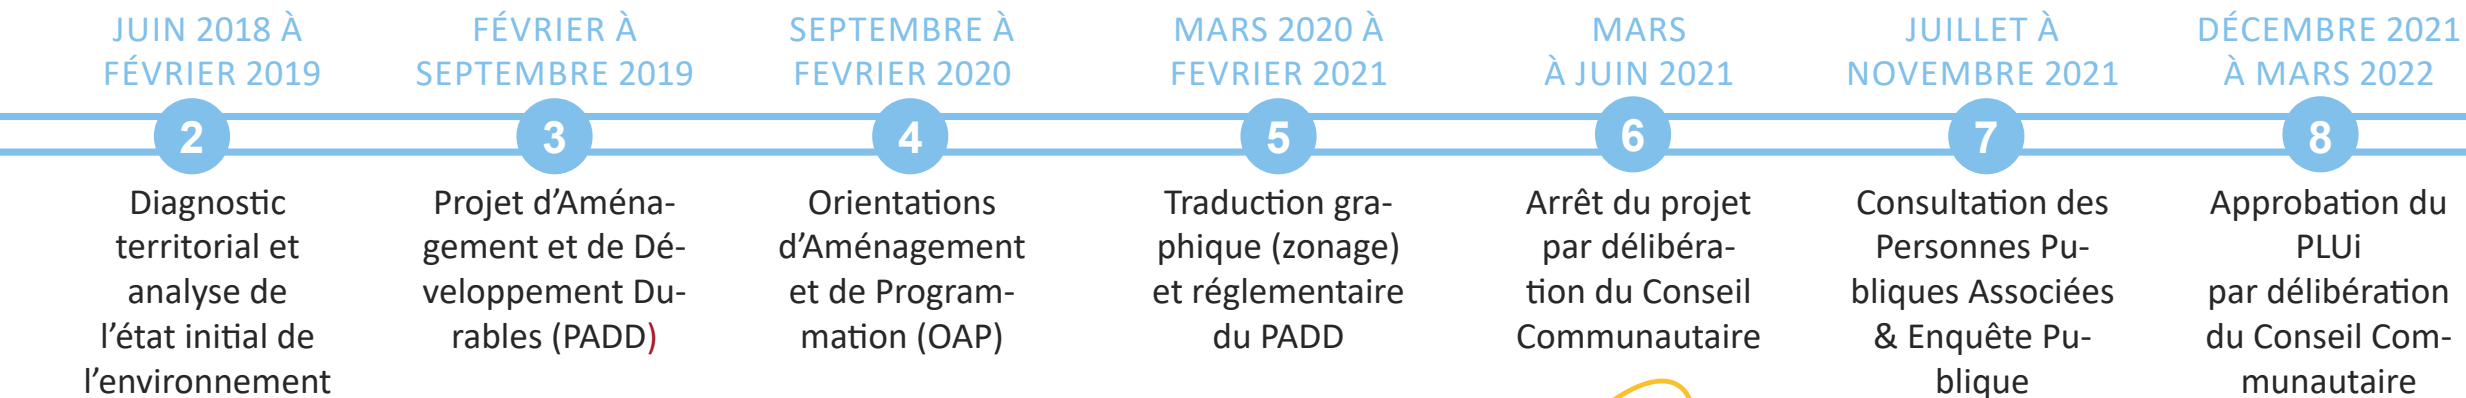 JUIN 2018 À
FÉVRIER 2019
2
Diagnostic
territorial et
analyse de
l’état initial de
l’environnement
FÉVRIER À
SEPTEMBRE 2019
3
Projet d’Aména-
gement et de Dé-
veloppement Du-
rables (PADD)
SEPTEMBRE À
FEVRIER 2020
4
Orientations
d’Aménagement
et de Program-
mation (OAP)
MARS 2020 À
FEVRIER 2021
5
Traduction gra-
phique (zonage)
et réglementaire
du PADD
MARS
À JUIN 2021
6
Arrêt du projet
par délibéra-
tion du Conseil
Communautaire
JUILLET À
NOVEMBRE 2021
7
Consultation des
Personnes Pu-
bliques Associées
& Enquête Pu-
blique
DÉCEMBRE 2021
À MARS 2022
8
Approbation du
PLUi
par délibération
du Conseil Com-
munautaire